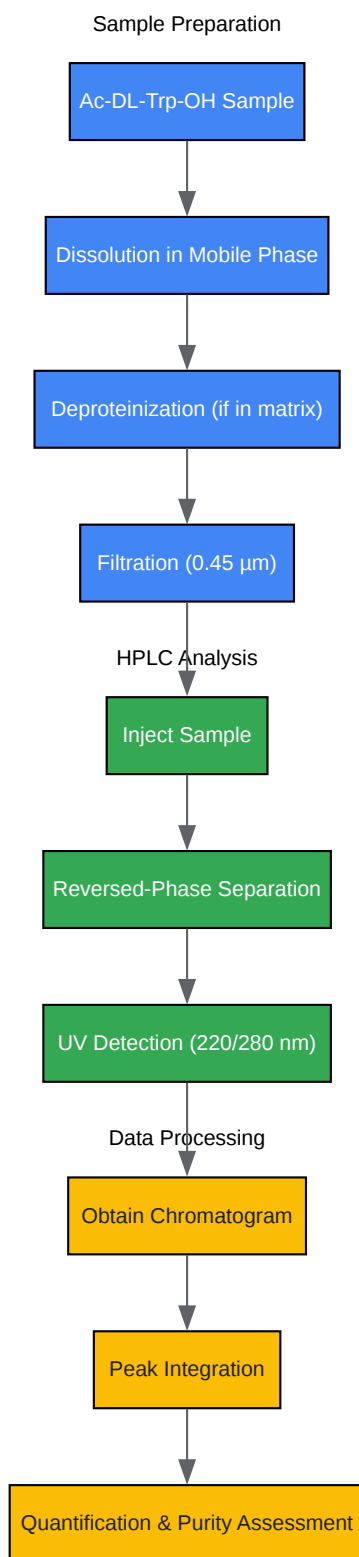 Sample Preparation
Ac-DL-Trp-OH Sample
Dissolution in Mobile Phase
Deproteinization (if in matrix)
Filtration (0.45 µm)
HPLC Analysis
Inject Sample
Reversed-Phase Separation
UV Detection (220/280 nm)
Data Processing
Obtain Chromatogram
Peak Integration
Quantification & Purity Assessment